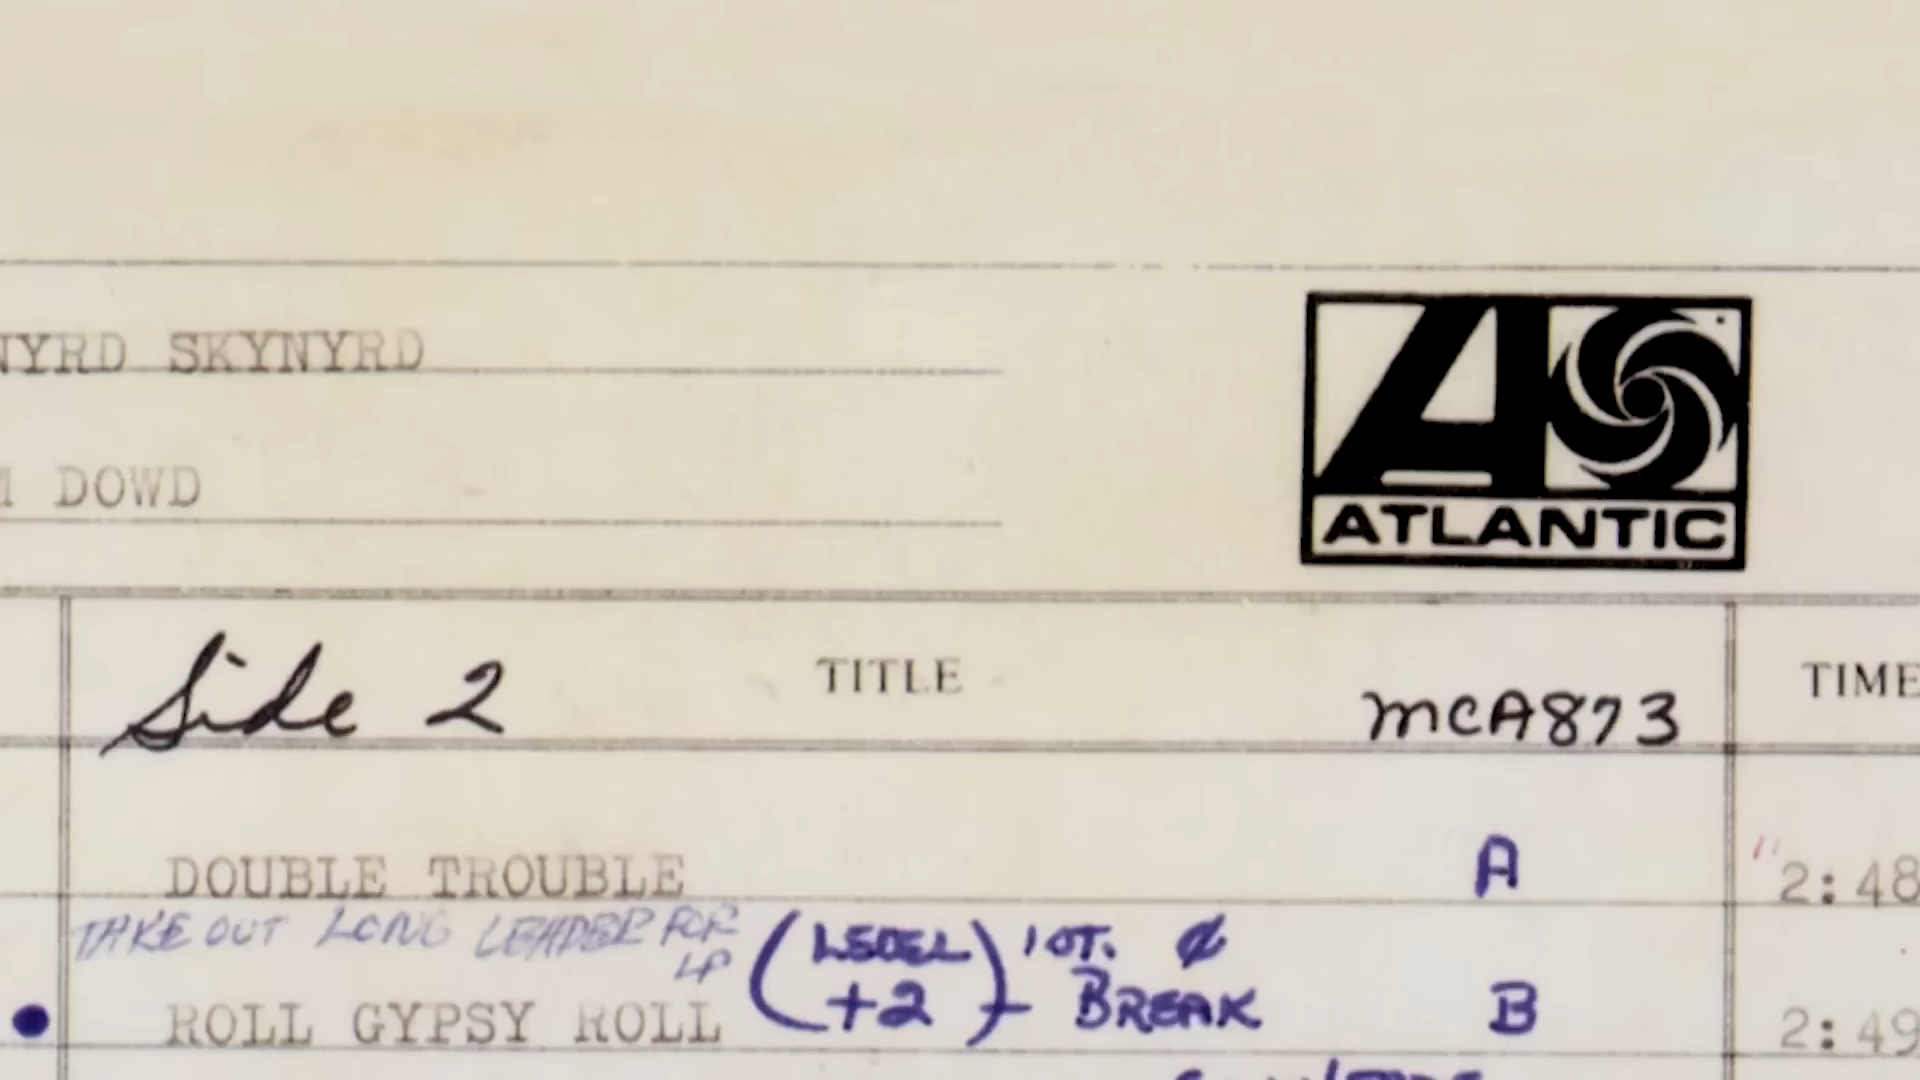 NYRD SKYNYRD
M DOWD
ATLANTIC
Side 2 TITLE MCA873 TIME
DOUBLE TROUBLE A 2:48
TAKE OUT LONG LEADER FOR LP
(LEVEL +2) - BREAK
ROLL GYPSY ROLL B 2:49